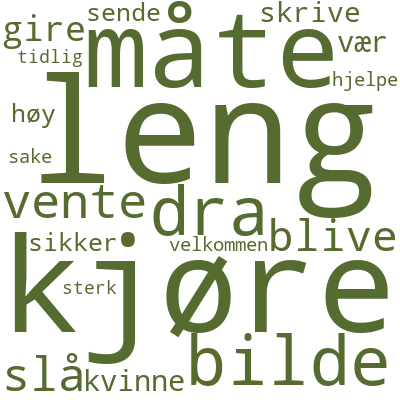 sende
skrive
gire
måte
vær
tidlig
hjelpe
leng
høy
sake
vente
dra
blive
sikker
velkommen
kjøre
sterk
bilde
slå
kvinne